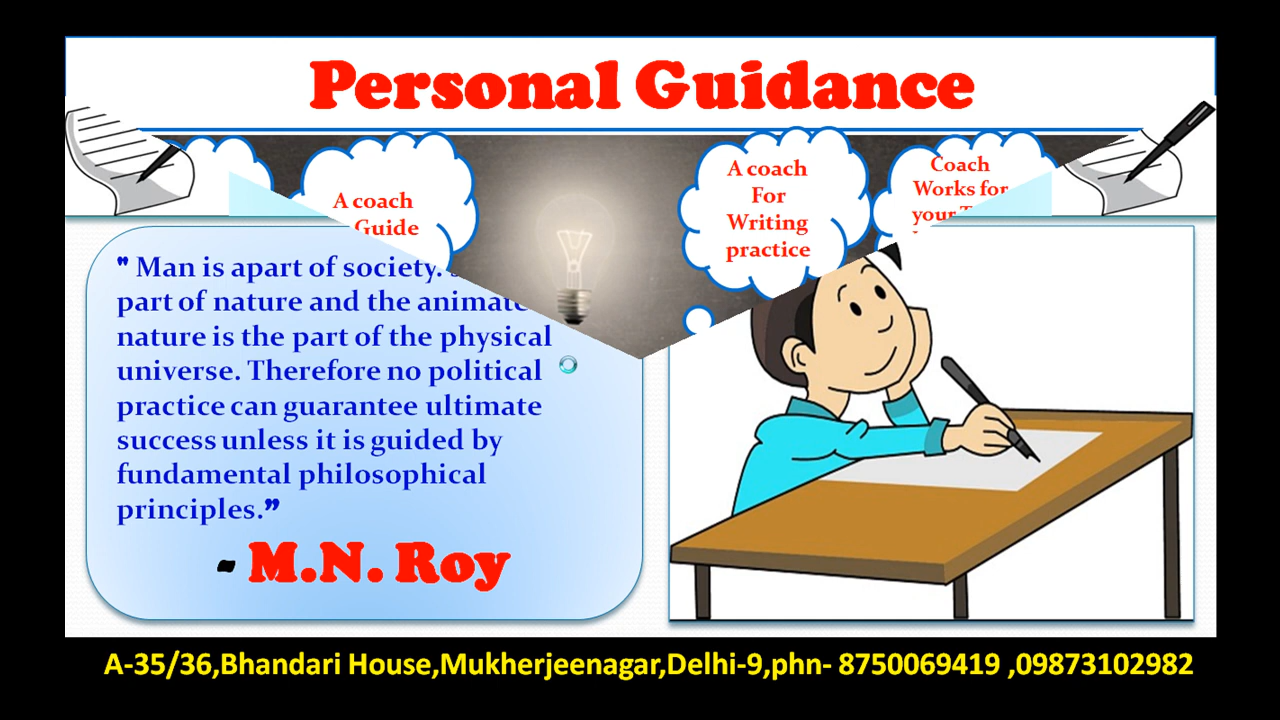 Personal Guidance
A coach
Guide
A coach
For
Writing
practice
Coach
Works for
your
" Man is apart of society.
part of nature and the animate
nature is the part of the physical
universe. Therefore no political
practice can guarantee ultimate
success unless it is guided by
fundamental philosophical
principles."
~ M.N. Roy
A-35/36,Bhandari House,Mukherjeenagar,Delhi-9,phn- 8750069419 ,09873102982